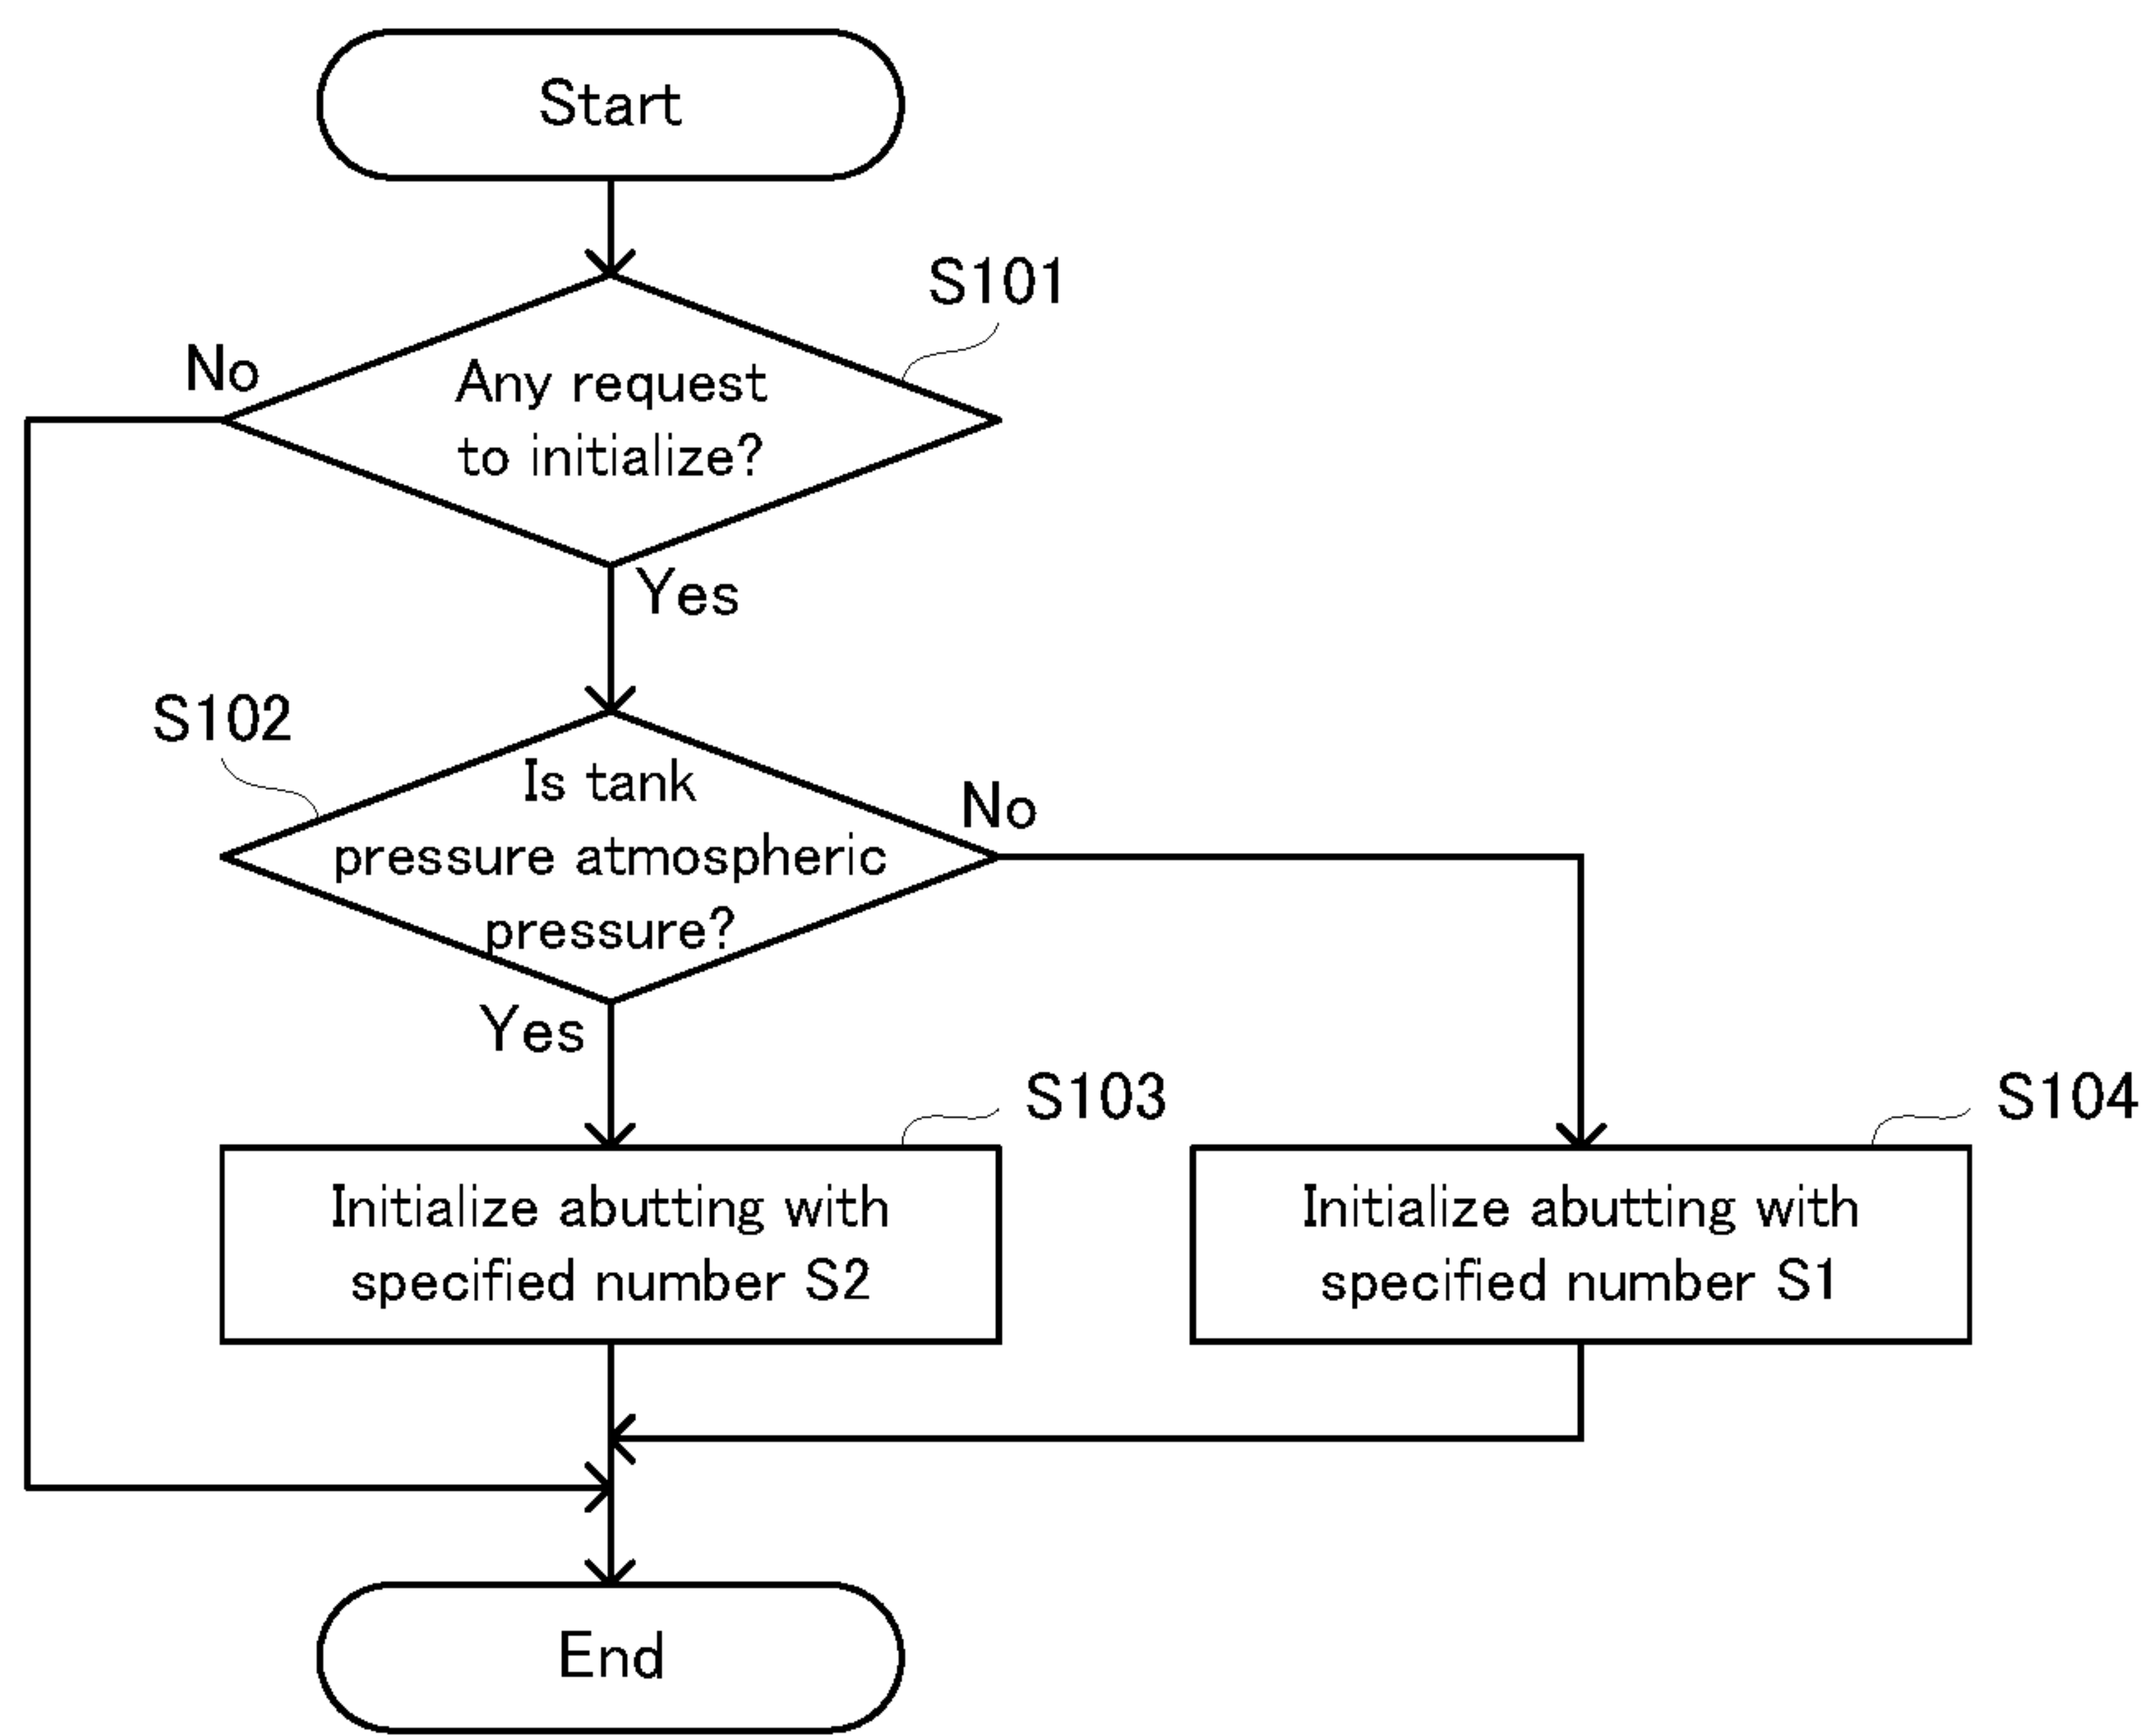 Start
S101
No
Any request
to initialize?
Yes
S102
Is tank
pressure atmospheric
pressure?
No
Yes
S103
S104
Initialize abutting with
specified number S2
Initialize abutting with
specified number S1
End